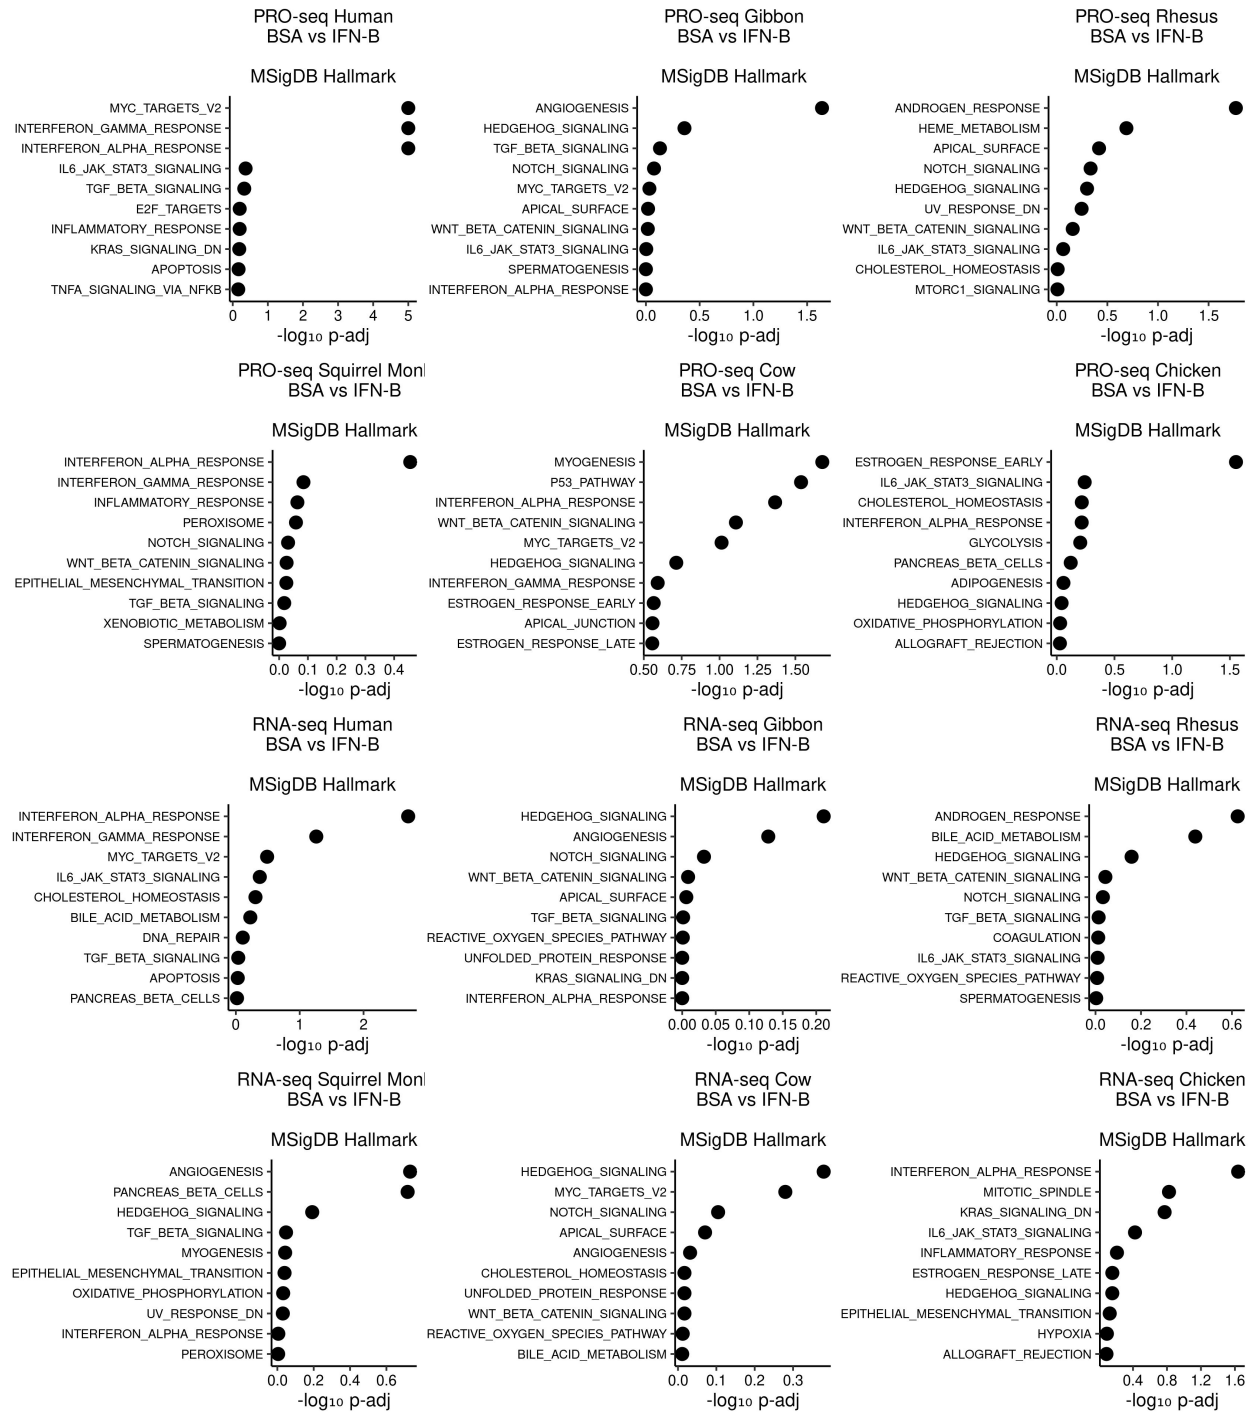 PRO-seq Human
BSA vs IFN-B
MSigDB Hallmark
MYC_TARGETS_V2
INTERFERON_GAMMA_RESPONSE
INTERFERON_ALPHA_RESPONSE
IL6_JAK_STAT3_SIGNALING
TGF_BETA_SIGNALING
E2F_TARGETS
INFLAMMATORY_RESPONSE
KRAS_SIGNALING_DN
APOPTOSIS
TNFA_SIGNALING_VIA_NFKB
0 1 2 3 4 5
-log₁₀ p-adj
PRO-seq Gibbon
BSA vs IFN-B
MSigDB Hallmark
ANGIOGENESIS
HEDGEHOG_SIGNALING
TGF_BETA_SIGNALING
NOTCH_SIGNALING
MYC_TARGETS_V2
APICAL_SURFACE
WNT_BETA_CATENIN_SIGNALING
IL6_JAK_STAT3_SIGNALING
SPERMATOGENESIS
INTERFERON_ALPHA_RESPONSE
0.0 0.5 1.0 1.5
-log₁₀ p-adj
PRO-seq Rhesus
BSA vs IFN-B
MSigDB Hallmark
ANDROGEN_RESPONSE
HEME_METABOLISM
APICAL_SURFACE
NOTCH_SIGNALING
HEDGEHOG_SIGNALING
UV_RESPONSE_DN
WNT_BETA_CATENIN_SIGNALING
IL6_JAK_STAT3_SIGNALING
CHOLESTEROL_HOMEOSTASIS
MTORC1_SIGNALING
0.0 0.5 1.0 1.5
-log₁₀ p-adj
PRO-seq Squirrel Mon
BSA vs IFN-B
MSigDB Hallmark
INTERFERON_ALPHA_RESPONSE
INTERFERON_GAMMA_RESPONSE
INFLAMMATORY_RESPONSE
PEROXISOME
NOTCH_SIGNALING
WNT_BETA_CATENIN_SIGNALING
EPITHELIAL_MESENCHYMAL_TRANSITION
TGF_BETA_SIGNALING
XENOBIOTIC_METABOLISM
SPERMATOGENESIS
0.0 0.1 0.2 0.3 0.4
-log₁₀ p-adj
PRO-seq Cow
BSA vs IFN-B
MSigDB Hallmark
MYOGENESIS
P53_PATHWAY
INTERFERON_ALPHA_RESPONSE
WNT_BETA_CATENIN_SIGNALING
MYC_TARGETS_V2
HEDGEHOG_SIGNALING
INTERFERON_GAMMA_RESPONSE
ESTROGEN_RESPONSE_EARLY
APICAL_JUNCTION
ESTROGEN_RESPONSE_LATE
0.50 0.75 1.00 1.25 1.50
-log₁₀ p-adj
PRO-seq Chicken
BSA vs IFN-B
MSigDB Hallmark
ESTROGEN_RESPONSE_EARLY
IL6_JAK_STAT3_SIGNALING
CHOLESTEROL_HOMEOSTASIS
INTERFERON_ALPHA_RESPONSE
GLYCOLYSIS
PANCREAS_BETA_CELLS
ADIPOGENESIS
HEDGEHOG_SIGNALING
OXIDATIVE_PHOSPHORYLATION
ALLOGRAFT_REJECTION
0.0 0.5 1.0 1.5
-log₁₀ p-adj
RNA-seq Human
BSA vs IFN-B
MSigDB Hallmark
INTERFERON_ALPHA_RESPONSE
INTERFERON_GAMMA_RESPONSE
MYC_TARGETS_V2
IL6_JAK_STAT3_SIGNALING
CHOLESTEROL_HOMEOSTASIS
BILE_ACID_METABOLISM
DNA_REPAIR
TGF_BETA_SIGNALING
APOPTOSIS
PANCREAS_BETA_CELLS
0 1 2
-log₁₀ p-adj
RNA-seq Gibbon
BSA vs IFN-B
MSigDB Hallmark
HEDGEHOG_SIGNALING
ANGIOGENESIS
NOTCH_SIGNALING
WNT_BETA_CATENIN_SIGNALING
APICAL_SURFACE
TGF_BETA_SIGNALING
REACTIVE_OXYGEN_SPECIES_PATHWAY
UNFOLDED_PROTEIN_RESPONSE
KRAS_SIGNALING_DN
INTERFERON_ALPHA_RESPONSE
0.00 0.05 0.10 0.15 0.20
-log₁₀ p-adj
RNA-seq Rhesus
BSA vs IFN-B
MSigDB Hallmark
ANDROGEN_RESPONSE
BILE_ACID_METABOLISM
HEDGEHOG_SIGNALING
WNT_BETA_CATENIN_SIGNALING
NOTCH_SIGNALING
TGF_BETA_SIGNALING
COAGULATION
IL6_JAK_STAT3_SIGNALING
REACTIVE_OXYGEN_SPECIES_PATHWAY
SPERMATOGENESIS
0.0 0.2 0.4 0.6
-log₁₀ p-adj
RNA-seq Squirrel Mon
BSA vs IFN-B
MSigDB Hallmark
ANGIOGENESIS
PANCREAS_BETA_CELLS
HEDGEHOG_SIGNALING
TGF_BETA_SIGNALING
MYOGENESIS
EPITHELIAL_MESENCHYMAL_TRANSITION
OXIDATIVE_PHOSPHORYLATION
UV_RESPONSE_DN
INTERFERON_ALPHA_RESPONSE
PEROXISOME
0.0 0.2 0.4 0.6
-log₁₀ p-adj
RNA-seq Cow
BSA vs IFN-B
MSigDB Hallmark
HEDGEHOG_SIGNALING
MYC_TARGETS_V2
NOTCH_SIGNALING
APICAL_SURFACE
ANGIOGENESIS
CHOLESTEROL_HOMEOSTASIS
UNFOLDED_PROTEIN_RESPONSE
WNT_BETA_CATENIN_SIGNALING
REACTIVE_OXYGEN_SPECIES_PATHWAY
BILE_ACID_METABOLISM
0.0 0.1 0.2 0.3
-log₁₀ p-adj
RNA-seq Chicken
BSA vs IFN-B
MSigDB Hallmark
INTERFERON_ALPHA_RESPONSE
MITOTIC_SPINDLE
KRAS_SIGNALING_DN
IL6_JAK_STAT3_SIGNALING
INFLAMMATORY_RESPONSE
ESTROGEN_RESPONSE_LATE
HEDGEHOG_SIGNALING
EPITHELIAL_MESENCHYMAL_TRANSITION
HYPOXIA
ALLOGRAFT_REJECTION
0.4 0.8 1.2 1.6
-log₁₀ p-adj